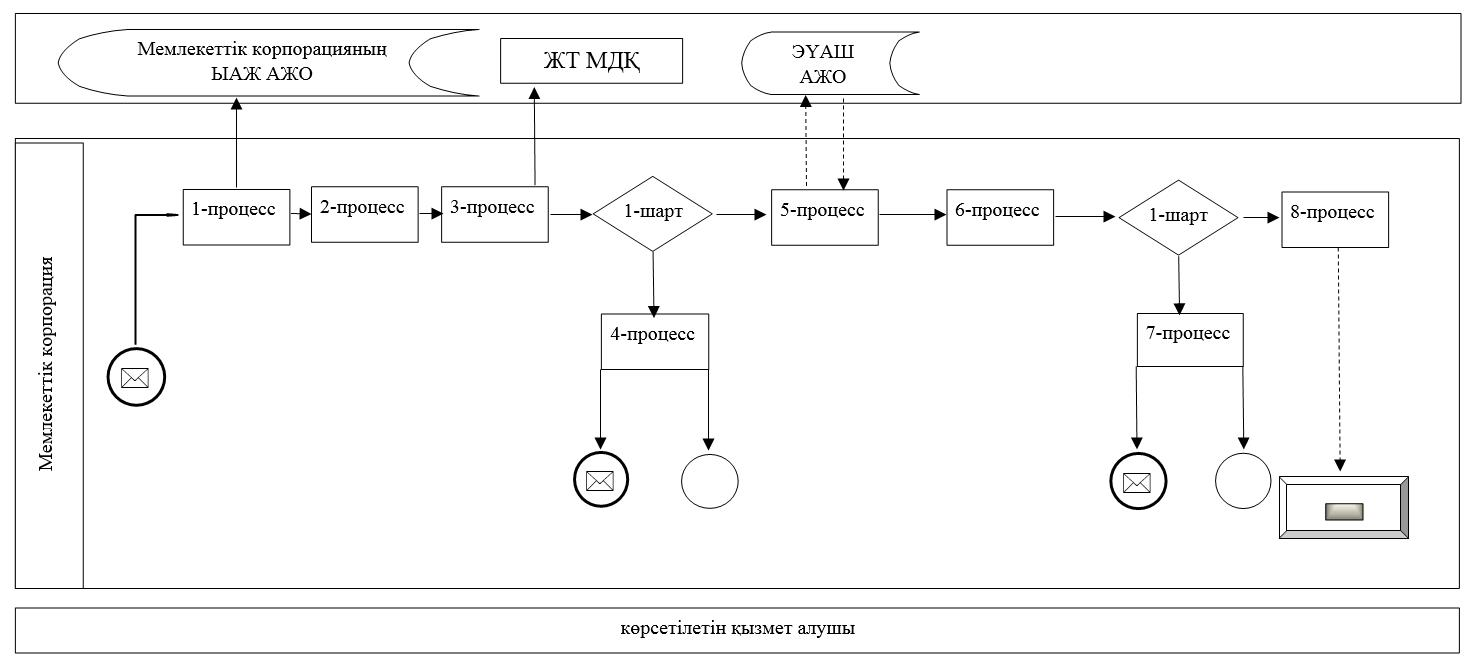 Мемлекеттік корпорацияның
ЫАЖ АЖО
ЖТ МДҚ
ЭҮАШ
АЖО
Мемлекеттік корпорация
1-процесс
2-процесс
3-процесс
1-шарт
5-процесс
6-процесс
1-шарт
8-процесс
4-процесс
7-процесс
көрсетілетін қызмет алушы